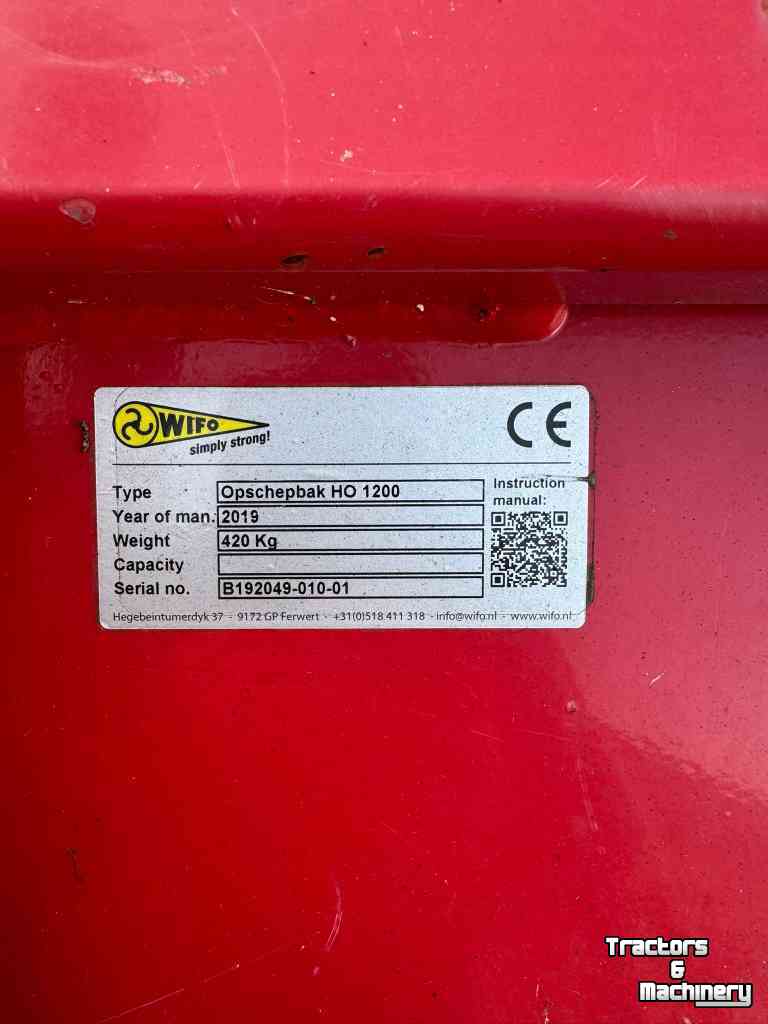 WIFO
simply strong!
CE
Type Opschepbak HO 1200
Year of man. 2019
Weight 420 Kg
Capacity
Serial no. B192049-010-01
Instruction
manual:
Hegebeintumerdyk 37 - 9172 GP Ferwert - +31(0)518 411 318 - info@wifo.nl - www.wifo.nl
Tractors
&
Machinery